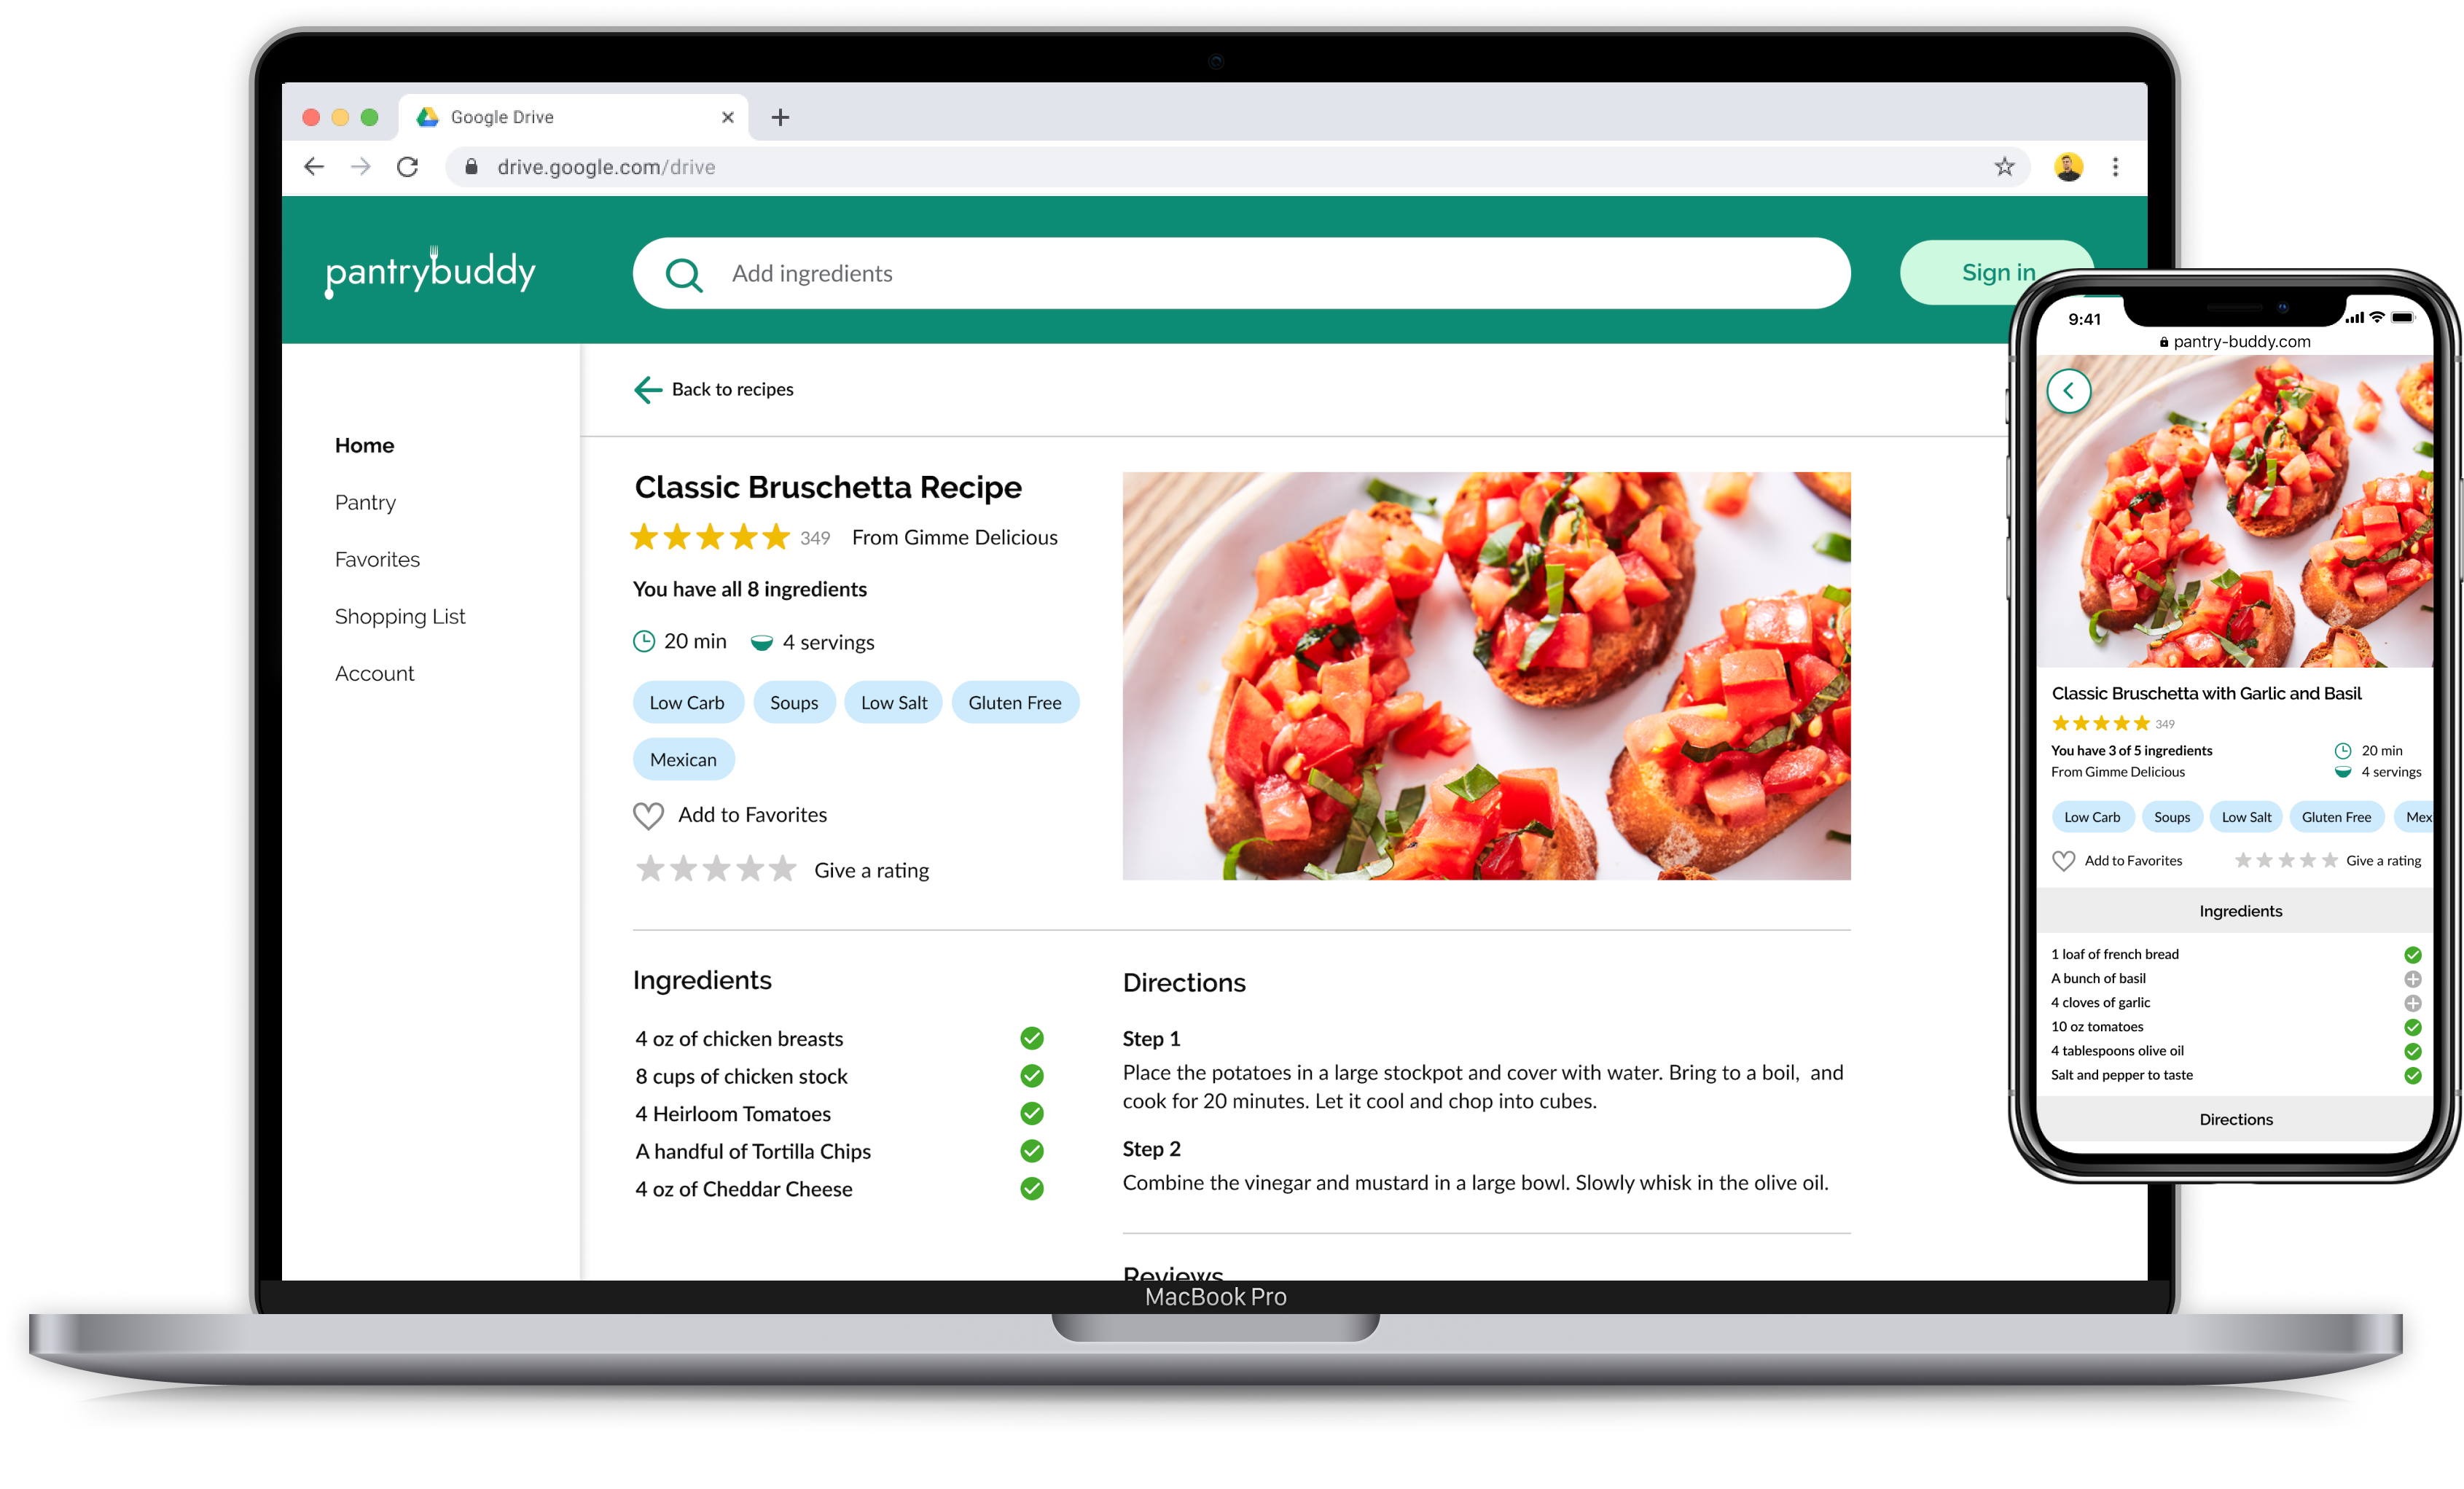 Google Drive
drive.google.com/drive
pantrybuddy
Add ingredients
Sign in
Back to recipes
Home
Pantry
Favorites
Shopping List
Account
Classic Bruschetta Recipe
349 From Gimme Delicious
You have all 8 ingredients
20 min 4 servings
Low Carb Soups Low Salt Gluten Free
Mexican
Add to Favorites
Give a rating
Ingredients
4 oz of chicken breasts
8 cups of chicken stock
4 Heirloom Tomatoes
A handful of Tortilla Chips
4 oz of Cheddar Cheese
Directions
Step 1
Place the potatoes in a large stockpot and cover with water. Bring to a boil, and
cook for 20 minutes. Let it cool and chop into cubes.
Step 2
Combine the vinegar and mustard in a large bowl. Slowly whisk in the olive oil.
Reviews
MacBook Pro
9:41
pantry-buddy.com
Classic Bruschetta with Garlic and Basil
349
You have 3 of 5 ingredients 20 min
From Gimme Delicious 4 servings
Low Carb Soups Low Salt Gluten Free Mex
Add to Favorites Give a rating
Ingredients
1 loaf of french bread
A bunch of basil
4 cloves of garlic
10 oz tomatoes
4 tablespoons olive oil
Salt and pepper to taste
Directions